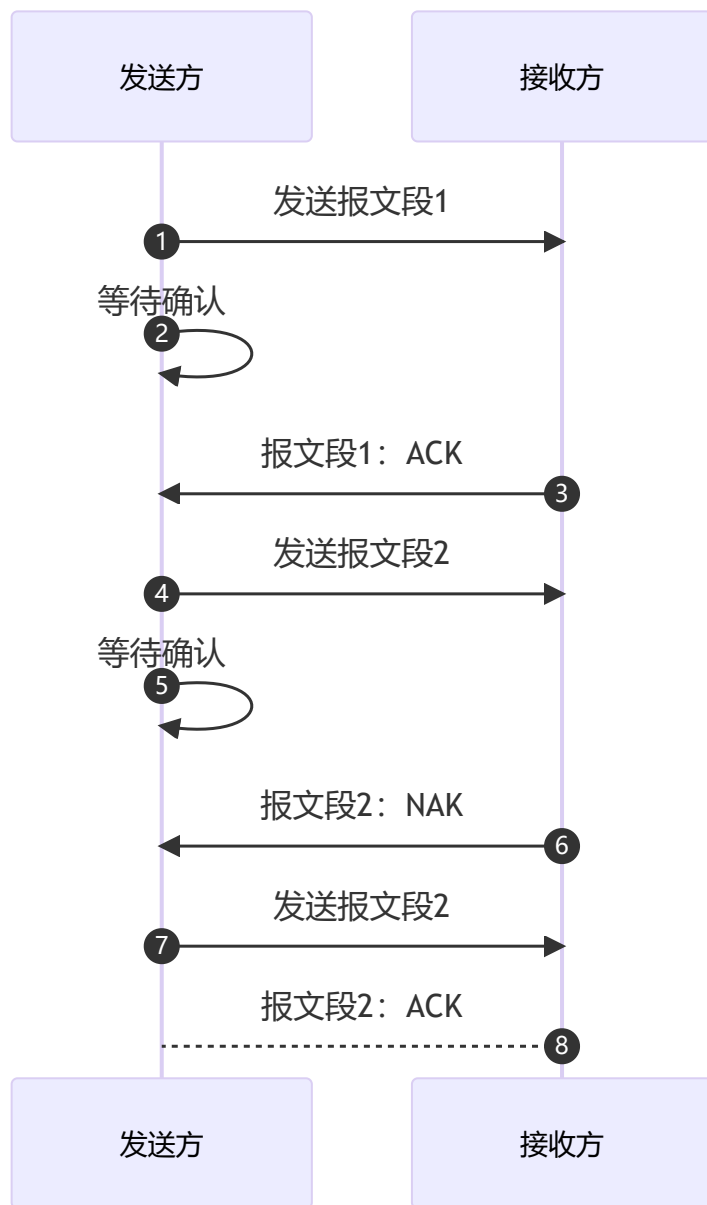 发送方
接收方
发送报文段1
1
等待确认
2
报文段1：ACK
3
发送报文段2
4
等待确认
5
报文段2：NAK
6
发送报文段2
7
报文段2：ACK
8
发送方
接收方